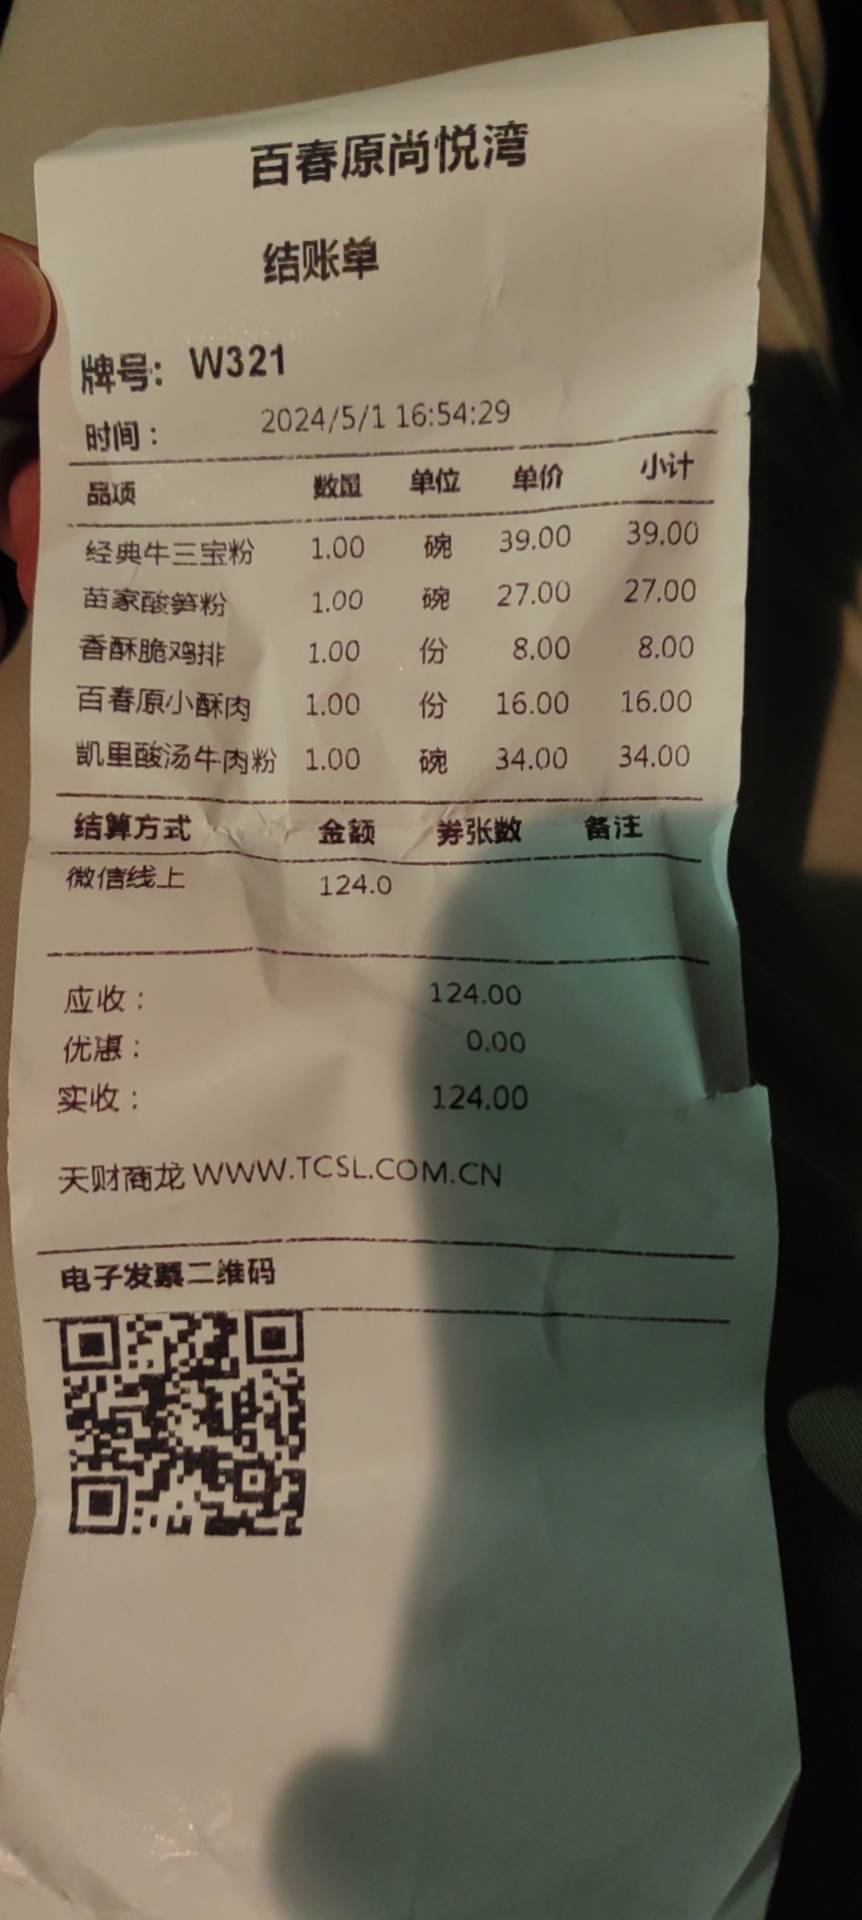 百春原尚悦湾
结账单
牌号: W321
时间: 2024/5/1 16:54:29
品项 数量 单位 单价 小计
经典牛三宝粉 1.00 碗 39.00 39.00
苗家酸笋粉 1.00 碗 27.00 27.00
香酥脆鸡排 1.00 份 8.00 8.00
百春原小酥肉 1.00 份 16.00 16.00
凯里酸汤牛肉粉 1.00 碗 34.00 34.00
结算方式 金额 券张数 备注
微信线上 124.0
应收: 124.00
优惠: 0.00
实收: 124.00
天财商龙 WWW.TCSL.COM.CN
电子发票二维码